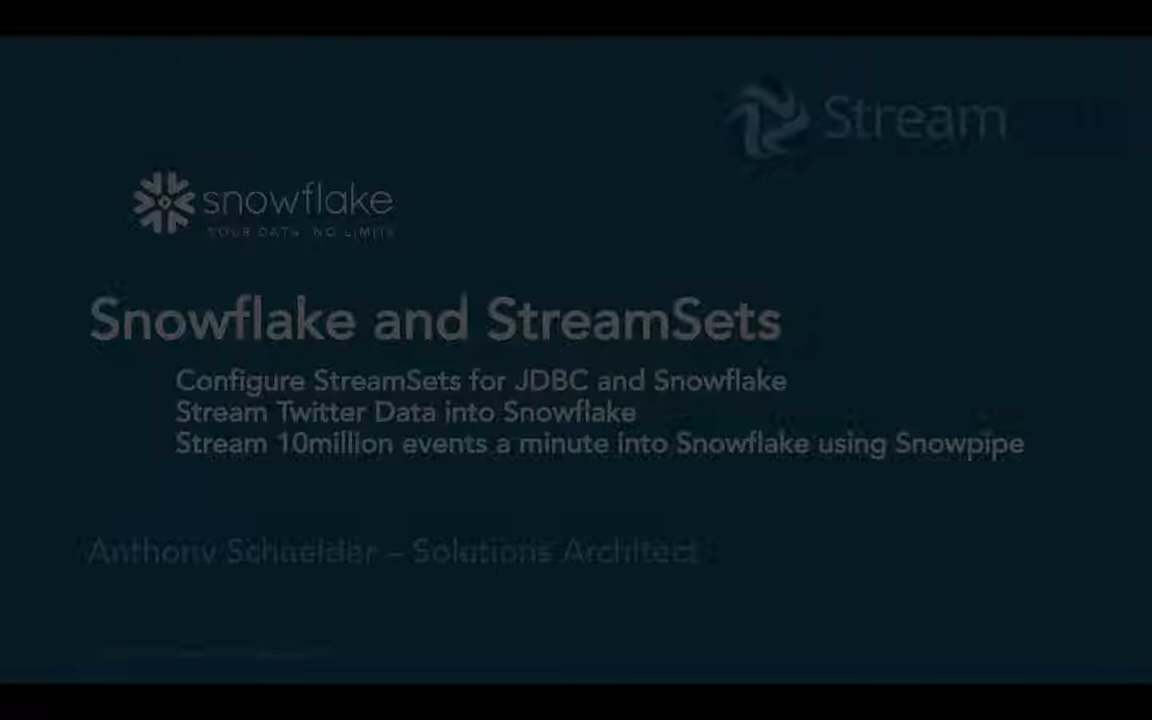 Stream
snowflake
YOUR DATA. NO LIMITS
Snowflake and StreamSets
Configure StreamSets for JDBC and Snowflake
Stream Twitter Data into Snowflake
Stream 10million events a minute into Snowflake using Snowpipe
Anthony Schneider – Solutions Architect